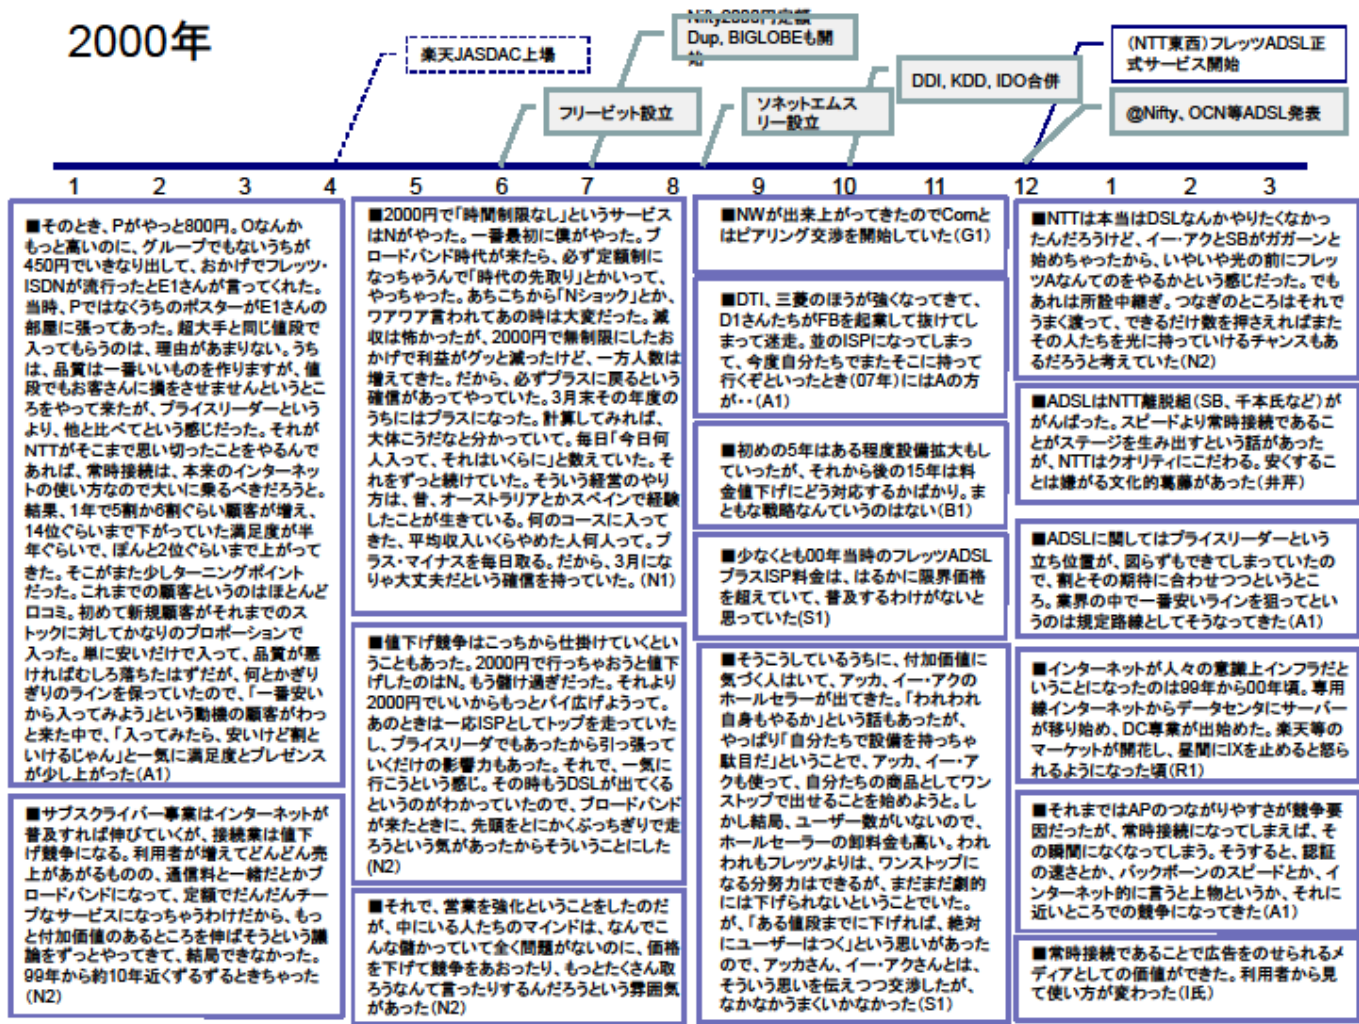 2000年
楽天JASDAC上場
Nifty2000円定額
Dup, BIGLOBEも開
始
(NTT東西)フレッツADSL正
式サービス開始
フリービット設立
ソネットエムス
リー設立
DDI, KDD, IDO合併
@Nifty、OCN等ADSL発表
1 2 3 4 5 6 7 8 9 10 11 12 1 2 3
■そのとき、Pがやっと800円。Oなんか
もっと高いのに、グループでもないうちが
450円でいきなり出して、おかげでフレッツ・
ISDNが流行ったとE1さんが言ってくれた。
当時、PではなくうちのポスターがE1さんの
部屋に張ってあった。超大手と同じ値段で
入ってもらうのは、理由があまりない。うち
は、品質は一番いいものを作りますが、値
段でもお客さんに損をさせませんというとこ
ろをやって来たが、プライスリーダーという
より、他と比べてという感じだった。それが
NTTがそこまで思い切ったことをやるんで
あれば、常時接続は、本来のインターネッ
トの使い方なので大いに乗るべきだろうと。
結果、1年で5割か6割ぐらい顧客が増え、
14位ぐらいまで下がっていた満足度が半
年ぐらいで、ぽんと2位ぐらいまで上がって
きた。そこがまた少しターニングポイント
だった。これまでの顧客というのはほとんど
口コミ。初めて新規顧客がそれまでのス
トックに対してかなりのプロポーションで
入った。単に安いだけで入って、品質が悪
ければむしろ落ちたはずだが、何とかぎり
ぎりのラインを保っていたので、「一番安い
から入ってみよう」という動機の顧客がわっ
と来た中で、「入ってみたら、安いけど割と
いけるじゃん」と一気に満足度とプレゼンス
が少し上がった(A1)
■サブスクライバー事業はインターネットが
普及すれば伸びていくが、接続業は値下
げ競争になる。利用者が増えてどんどん売
上があがるものの、通信料と一緒だとかブ
ロードバンドになって、定額でだんだんチー
プなサービスになっちゃうわけだから、もっ
と付加価値のあるところを伸ばそうという議
論をずっとやってきて、結局できなかった。
99年から約10年近くずるずるときちゃった
(N2)
■2000円で「時間制限なし」というサービス
はNがやった。一番最初に僕がやった。ブ
ロードバンド時代が来たら、必ず定額制に
なっちゃうんで「時代の先取り」とかいって、
やっちゃった。あちこちから「Nショック」とか、
ワアワア言われてあの時は大変だった。減
収は怖かったが、2000円で無制限にしたお
かげで利益がグッと減ったけど、一方人数は
増えてきた。だから、必ずプラスに戻るという
確信があってやっていた。3月末その年度の
うちにはプラスになった。計算してみれば、
大体こうだなと分かっていて。毎日「今日何
人入って、それはいくらに」と数えていた。そ
れをずっと続けていた。そういう経営のやり
方は、昔、オーストラリアとかスペインで経験
したことが生きている。何のコースに入って
きた、平均収入いくらやめた人何人って。プ
ラス・マイナスを毎日取る。だから、3月にな
りゃ大丈夫だという確信を持っていた。(N1)
■値下げ競争はこっちから仕掛けていくとい
うこともあった。2000円で行っちゃおうと値下
げしたのはN。もう儲け過ぎだった。それより
2000円でいいからもっとパイ広げようって。
あのときは一応ISPとしてトップを走っていた
し、プライスリーダでもあったから引っ張って
いくだけの影響力もあった。それで、一気に
行こうという感じ。その時もうDSLが出てくる
というのがわかっていたので、ブロードバンド
が来たときに、先頭をとにかくぶっちぎりで走
ろうという気があったからそういうことにした
(N2)
■それで、営業を強化ということをしたのだ
が、中にいる人たちのマインドは、なんでこ
んな儲かっていて全く問題がないのに、価格
を下げて競争をあおったり、もっとたくさん取
ろうなんて言ったりするんだろうという雰囲気
があった(N2)
■NWが出来上がってきたのでComと
はピアリング交渉を開始していた(G1)
■DTI、三菱のほうが強くなってきて、
D1さんたちがFBを起業して抜けてし
まって迷走。並のISPになってしまっ
て、今度自分たちでまたそこに持って
行くぞといったとき(07年)にはAの方
が・・(A1)
■初めの5年はある程度設備拡大もし
ていったが、それから後の15年は料
金値下げにどう対応するかばかり。ま
ともな戦略なんていうのはない(B1)
■少なくとも00年当時のフレッツADSL
プラスISP料金は、はるかに限界価格
を超えていて、普及するわけがないと
思っていた(S1)
■そうこうしているうちに、付加価値に
気づく人はいて、アッカ、イー・アクの
ホールセラーが出てきた。「われわれ
自身もやるか」という話もあったが、
やっぱり「自分たちで設備を持っちゃ
駄目だ」ということで、アッカ、イー・ア
クも使って、自分たちの商品としてワン
ストップで出せることを始めようと。し
かし結局、ユーザー数がいないので、
ホールセーラーの卸料金も高い。われ
われもフレッツよりは、ワンストップに
なる分努力はできるが、まだまだ劇的
には下げられないということでいた。
が、「ある値段までに下げれば、絶対
にユーザーはつく」という思いがあった
ので、アッカさん、イー・アクさんとは、
そういう思いを伝えつつ交渉したが、
なかなかうまくいかなかった(S1)
■NTTは本当はDSLなんかやりたくなかっ
たんだろうけど、イー・アクとSBがガガーンと
始めちゃったから、いやいや光の前にフレッ
ツAなんてのをやるかという感じだった。でも
あれは所詮中継ぎ。つなぎのところはそれで
うまく渡って、できるだけ数を押さえればまた
その人たちを光に持っていけるチャンスもあ
るだろうと考えていた(N2)
■ADSLはNTT離脱組(SB、千本氏など)が
がんばった。スピードより常時接続であるこ
とがステージを生み出すという話があった
が、NTTはクオリティにこだわる。安くするこ
とは嫌がる文化的葛藤があった(井芹)
■ADSLに関してはプライスリーダーという
立ち位置が、図らずもできてしまっていたの
で、割とその期待に合わせつつというとこ
ろ。業界の中で一番安いラインを狙ってとい
うのは規定路線としてそうなってきた(A1)
■インターネットが人々の意識上インフラだと
いうことになったのは99年から00年頃。専用
線インターネットからデータセンタにサーバー
が移り始め、DC専業が出始めた。楽天等の
マーケットが開花し、昼間にIXを止めると怒ら
れるようになった頃(R1)
■それまではAPのつながりやすさが競争要
因だったが、常時接続になってしまえば、そ
の瞬間になくなってしまう。そうすると、認証
の速さとか、バックボーンのスピードとか、イ
ンターネット的に言うと上物というか、それに
近いところでの競争になってきた(A1)
■常時接続であることで広告をのせられるメ
ディアとしての価値ができた。利用者から見
て使い方が変わった(I氏)